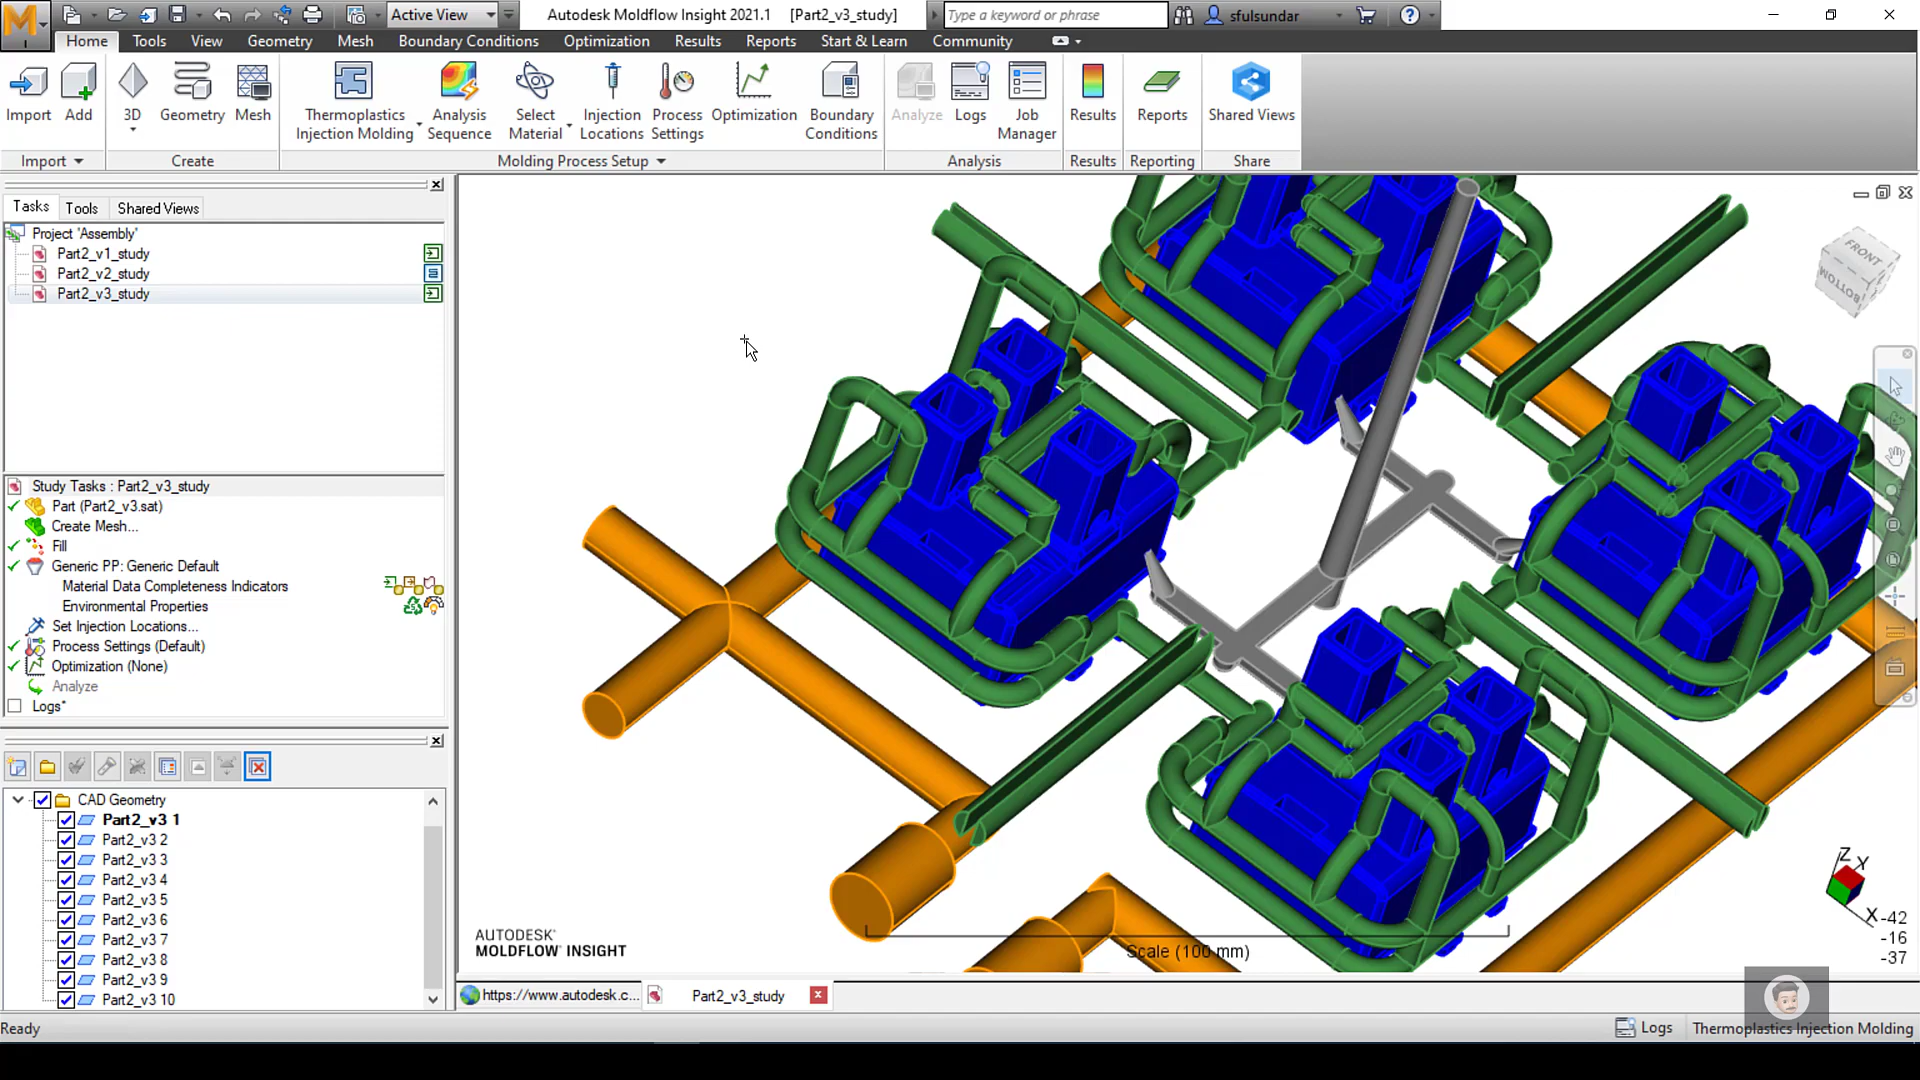 Active View
Autodesk Moldflow Insight 2021.1 [Part2_v3_study]
Type a keyword or phrase
sfulsundar
Home Tools View Geometry Mesh Boundary Conditions Optimization Results Reports Start & Learn Community
Import
Add
3D
Geometry
Mesh
Thermoplastics
Injection Molding
Analysis
Sequence
Select
Material
Injection
Locations
Process
Settings
Optimization
Boundary
Conditions
Analyze
Logs
Job
Manager
Results
Reports
Shared Views
Import
Create
Molding Process Setup
Analysis
Results
Reporting
Share
Tasks Tools Shared Views
Project 'Assembly'
Part2_v1_study
Part2_v2_study
Part2_v3_study
Study Tasks : Part2_v3_study
Part (Part2_v3.sat)
Create Mesh...
Fill
Generic PP: Generic Default
Material Data Completeness Indicators
Environmental Properties
Set Injection Locations...
Process Settings (Default)
Optimization (None)
Analyze
Logs*
CAD Geometry
Part2_v3 1
Part2_v3 2
Part2_v3 3
Part2_v3 4
Part2_v3 5
Part2_v3 6
Part2_v3 7
Part2_v3 8
Part2_v3 9
Part2_v3 10
FRONT
BOTTOM
Z
Y
X
-42
-16
-37
AUTODESK'
MOLDFLOW' INSIGHT
Scale (100 mm)
https://www.autodesk.c...
Part2_v3_study
Ready
Logs
Thermoplastics Injection Molding